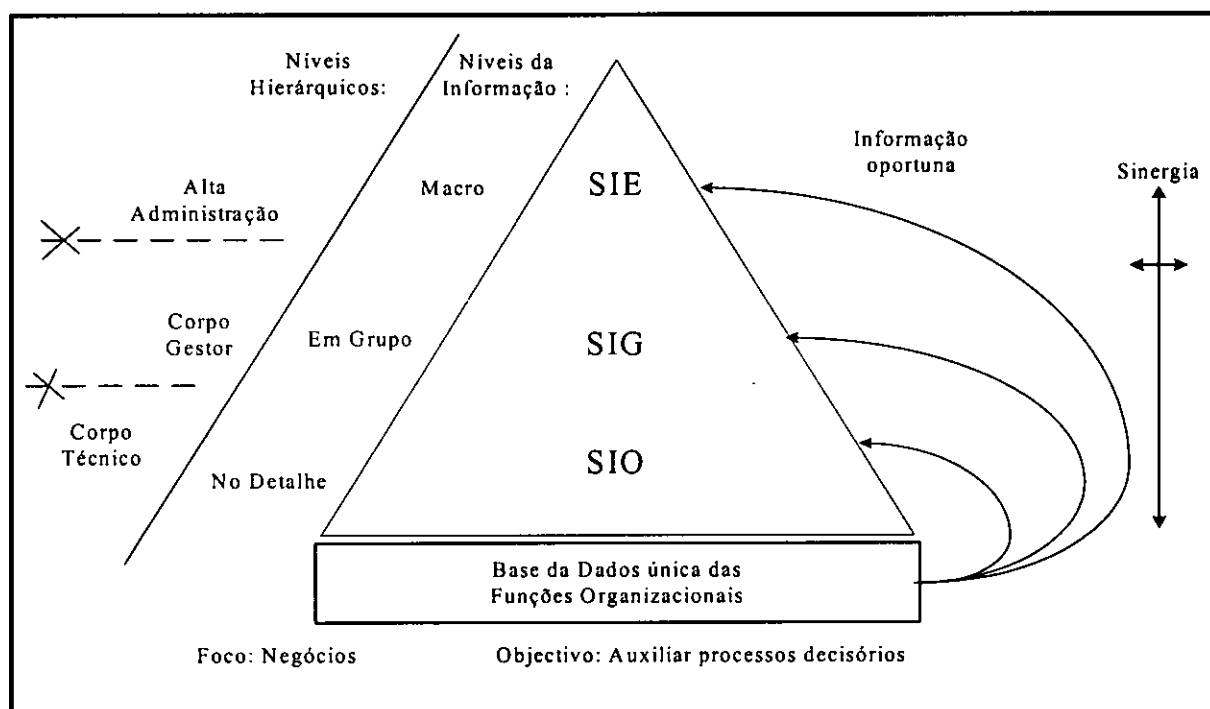 Níveis
Hierárquicos:
Níveis da
Informação :
Informação
oportuna
Sinergia
Alta
Administração
Macro
SIE
Corpo
Gestor
Em Grupo
SIG
Corpo
Técnico
No Detalhe
SIO
Base da Dados única das
Funções Organizacionais
Foco: Negócios
Objectivo: Auxiliar processos decisórios